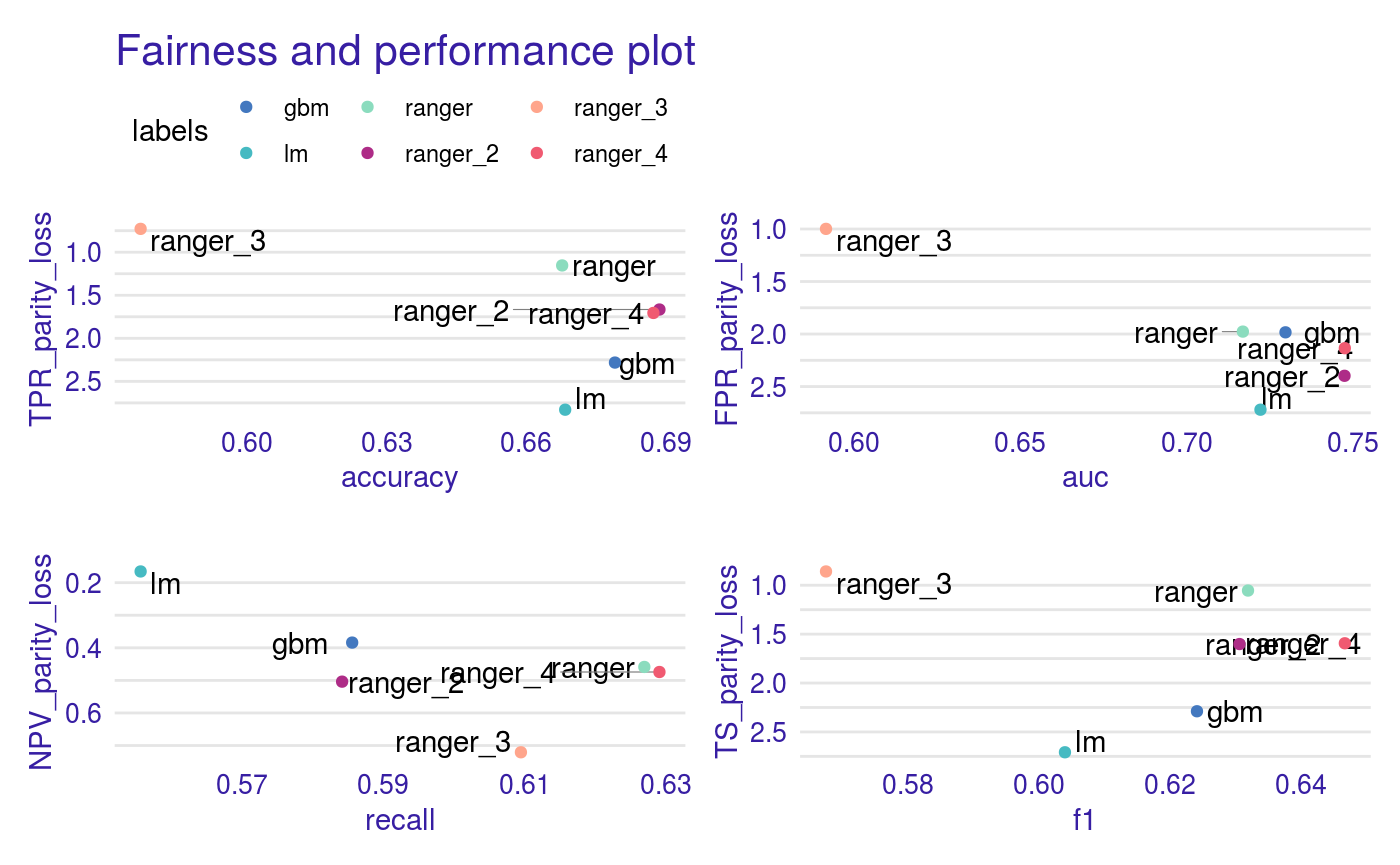 Fairness and performance plot
labels
gbm
ranger
ranger_3
lm
ranger_2
ranger_4
TPR_parity_loss
1.0
1.5
2.0
2.5
ranger_3
ranger
ranger_2
ranger_4
gbm
lm
0.60
0.63
0.66
0.69
accuracy
FPR_parity_loss
1.0
1.5
2.0
2.5
ranger_3
ranger
gbm
ranger_4
ranger_2
lm
0.60
0.65
0.70
0.75
auc
NPV_parity_loss
0.2
0.4
0.6
lm
gbm
ranger_2
ranger_4
ranger
ranger_3
0.57
0.59
0.61
0.63
recall
TS_parity_loss
1.0
1.5
2.0
2.5
ranger_3
ranger
ranger_2
ranger_4
gbm
lm
0.58
0.60
0.62
0.64
f1